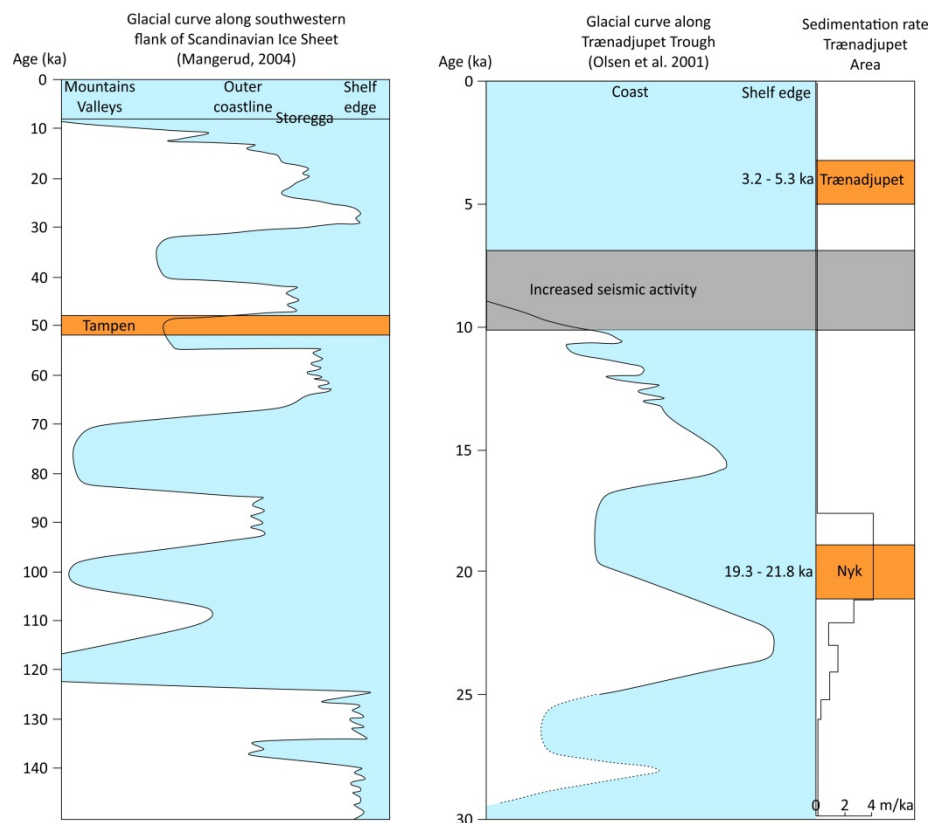 Glacial curve along southwestern
flank of Scandinavian Ice Sheet
(Mangerud, 2004)
Age (ka)
Mountains
Valleys
Outer
coastline
Shelf
edge
Storegga
0
10
20
30
40
50
60
70
80
90
100
110
120
130
140
Tampen
Glacial curve along
Trænadjupet Trough
(Olsen et al. 2001)
Age (ka)
Coast
Shelf edge
0
5
10
15
20
25
30
Increased seismic activity
3.2 - 5.3 ka
19.3 - 21.8 ka
Sedimentation rate
Trænadjupet
Area
Trænadjupet
Nyk
0 2 4 m/ka